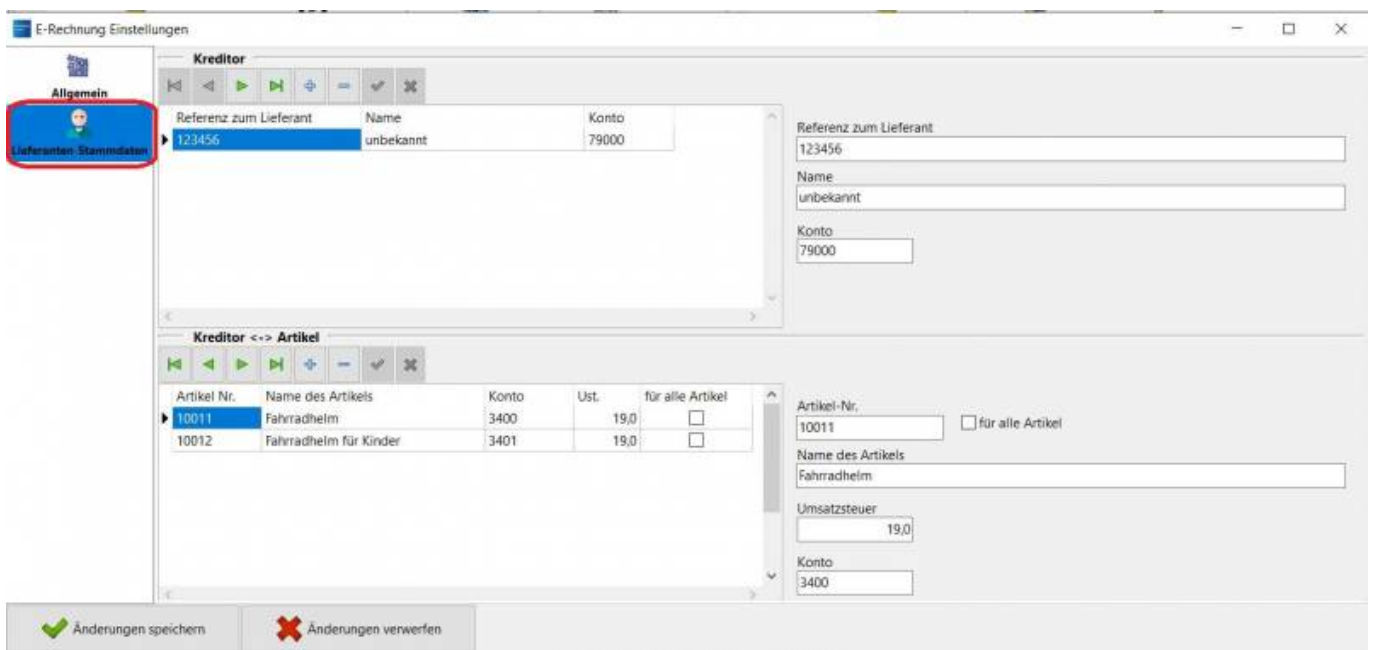 E-Rechnung Einstellungen
Allgemein
Lieferanten-Stammdaten
Kreditor
Referenz zum Lieferant Name Konto
123456 unbekannt 79000
Referenz zum Lieferant
123456
Name
unbekannt
Konto
79000
Kreditor <-> Artikel
Artikel Nr. Name des Artikels Konto Ust. für alle Artikel
10011 Fahrradhelm 3400 19,0
10012 Fahrradhelm für Kinder 3401 19,0
Artikel-Nr.
10011 für alle Artikel
Name des Artikels
Fahrradhelm
Umsatzsteuer
19,0
Konto
3400
Änderungen speichern Änderungen verwerfen